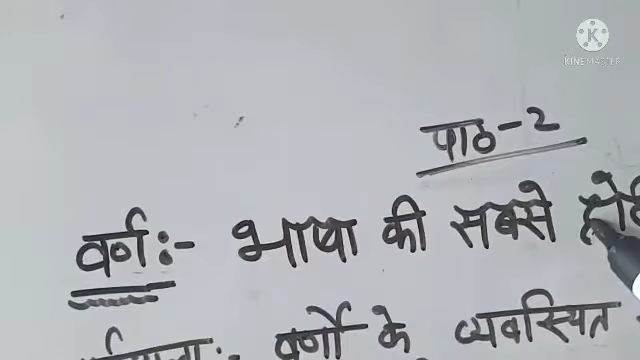 KINEMASTER
पाठ-2
वर्ण:- भाषा की सबसे
वर्णों के व्यवस्थित